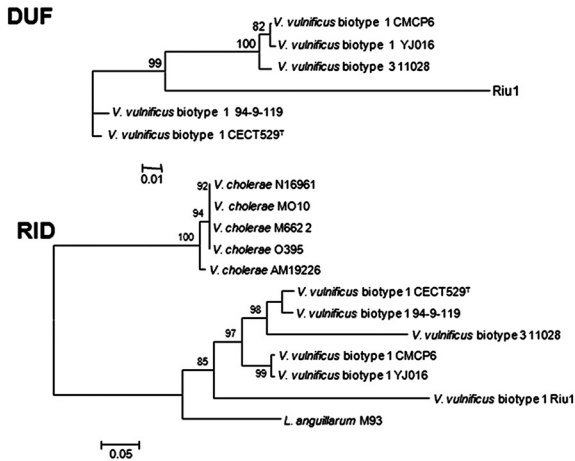 DUF
82
V. vulnificus biotype 1 CMCP6
100
V. vulnificus biotype 1 YJ016
99
V. vulnificus biotype 3 11028
Riu1
V. vulnificus biotype 1 94-9-119
V. vulnificus biotype 1 CECT529ᵀ
0.01
RID
92
V. cholerae N16961
V. cholerae MO10
94
V. cholerae M662 2
100
V. cholerae O395
V. cholerae AM19226
V. vulnificus biotype 1 CECT529ᵀ
98
V. vulnificus biotype 1 94-9-119
97
V. vulnificus biotype 3 11028
V. vulnificus biotype 1 CMCP6
85
99
V. vulnificus biotype 1 YJ016
V. vulnificus biotype 1 Riu1
L. anguillarum M93
0.05